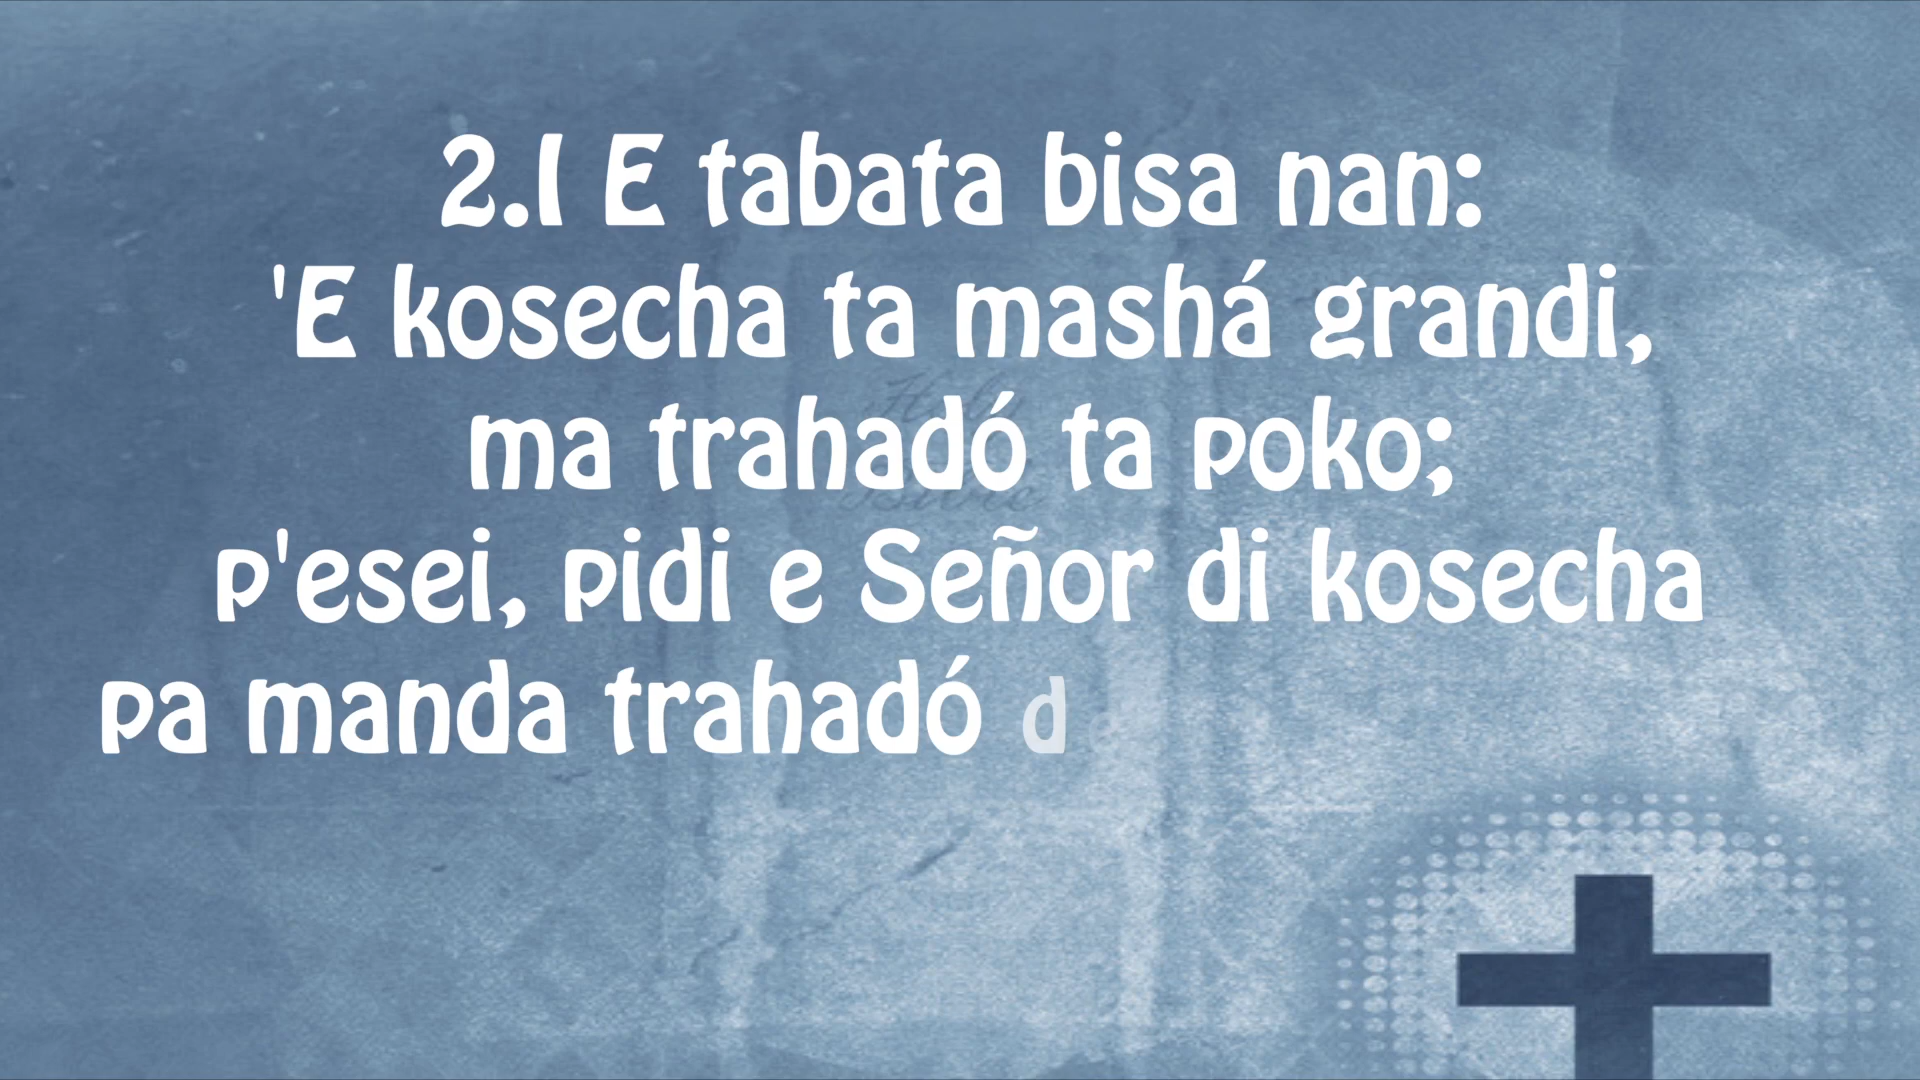 2.I E tabata bisa nan:
'E kosecha ta mashá grandi,
ma trahadó ta poko;
p'esei, pidi e Señor di kosecha
pa manda trahadó d